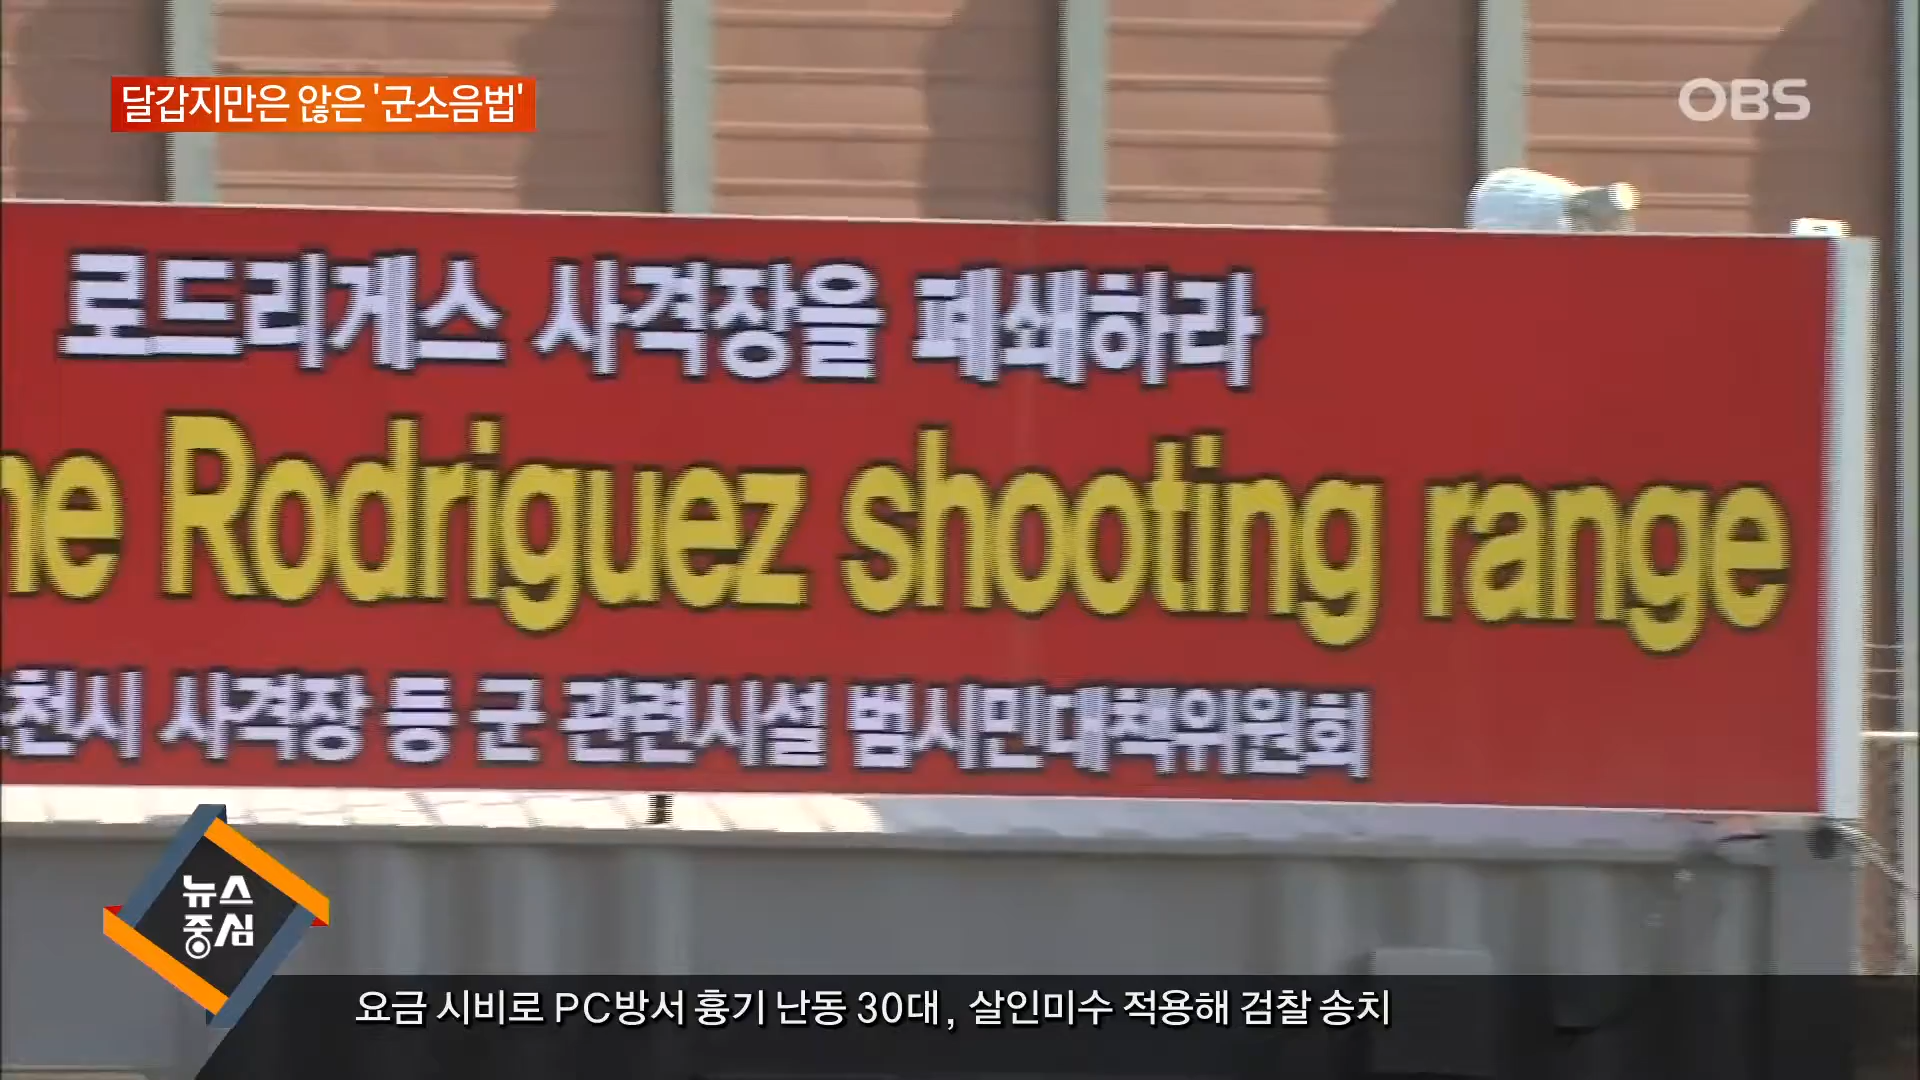 달갑지만은 않은 '군소음법'
OBS
로드리게스 사격장을 폐쇄하라
he Rodriguez shooting range
천시 사격장 등 군 관련시설 범시민대책위원회
뉴스
중심
요금 시비로 PC방서 흉기 난동 30대, 살인미수 적용해 검찰 송치